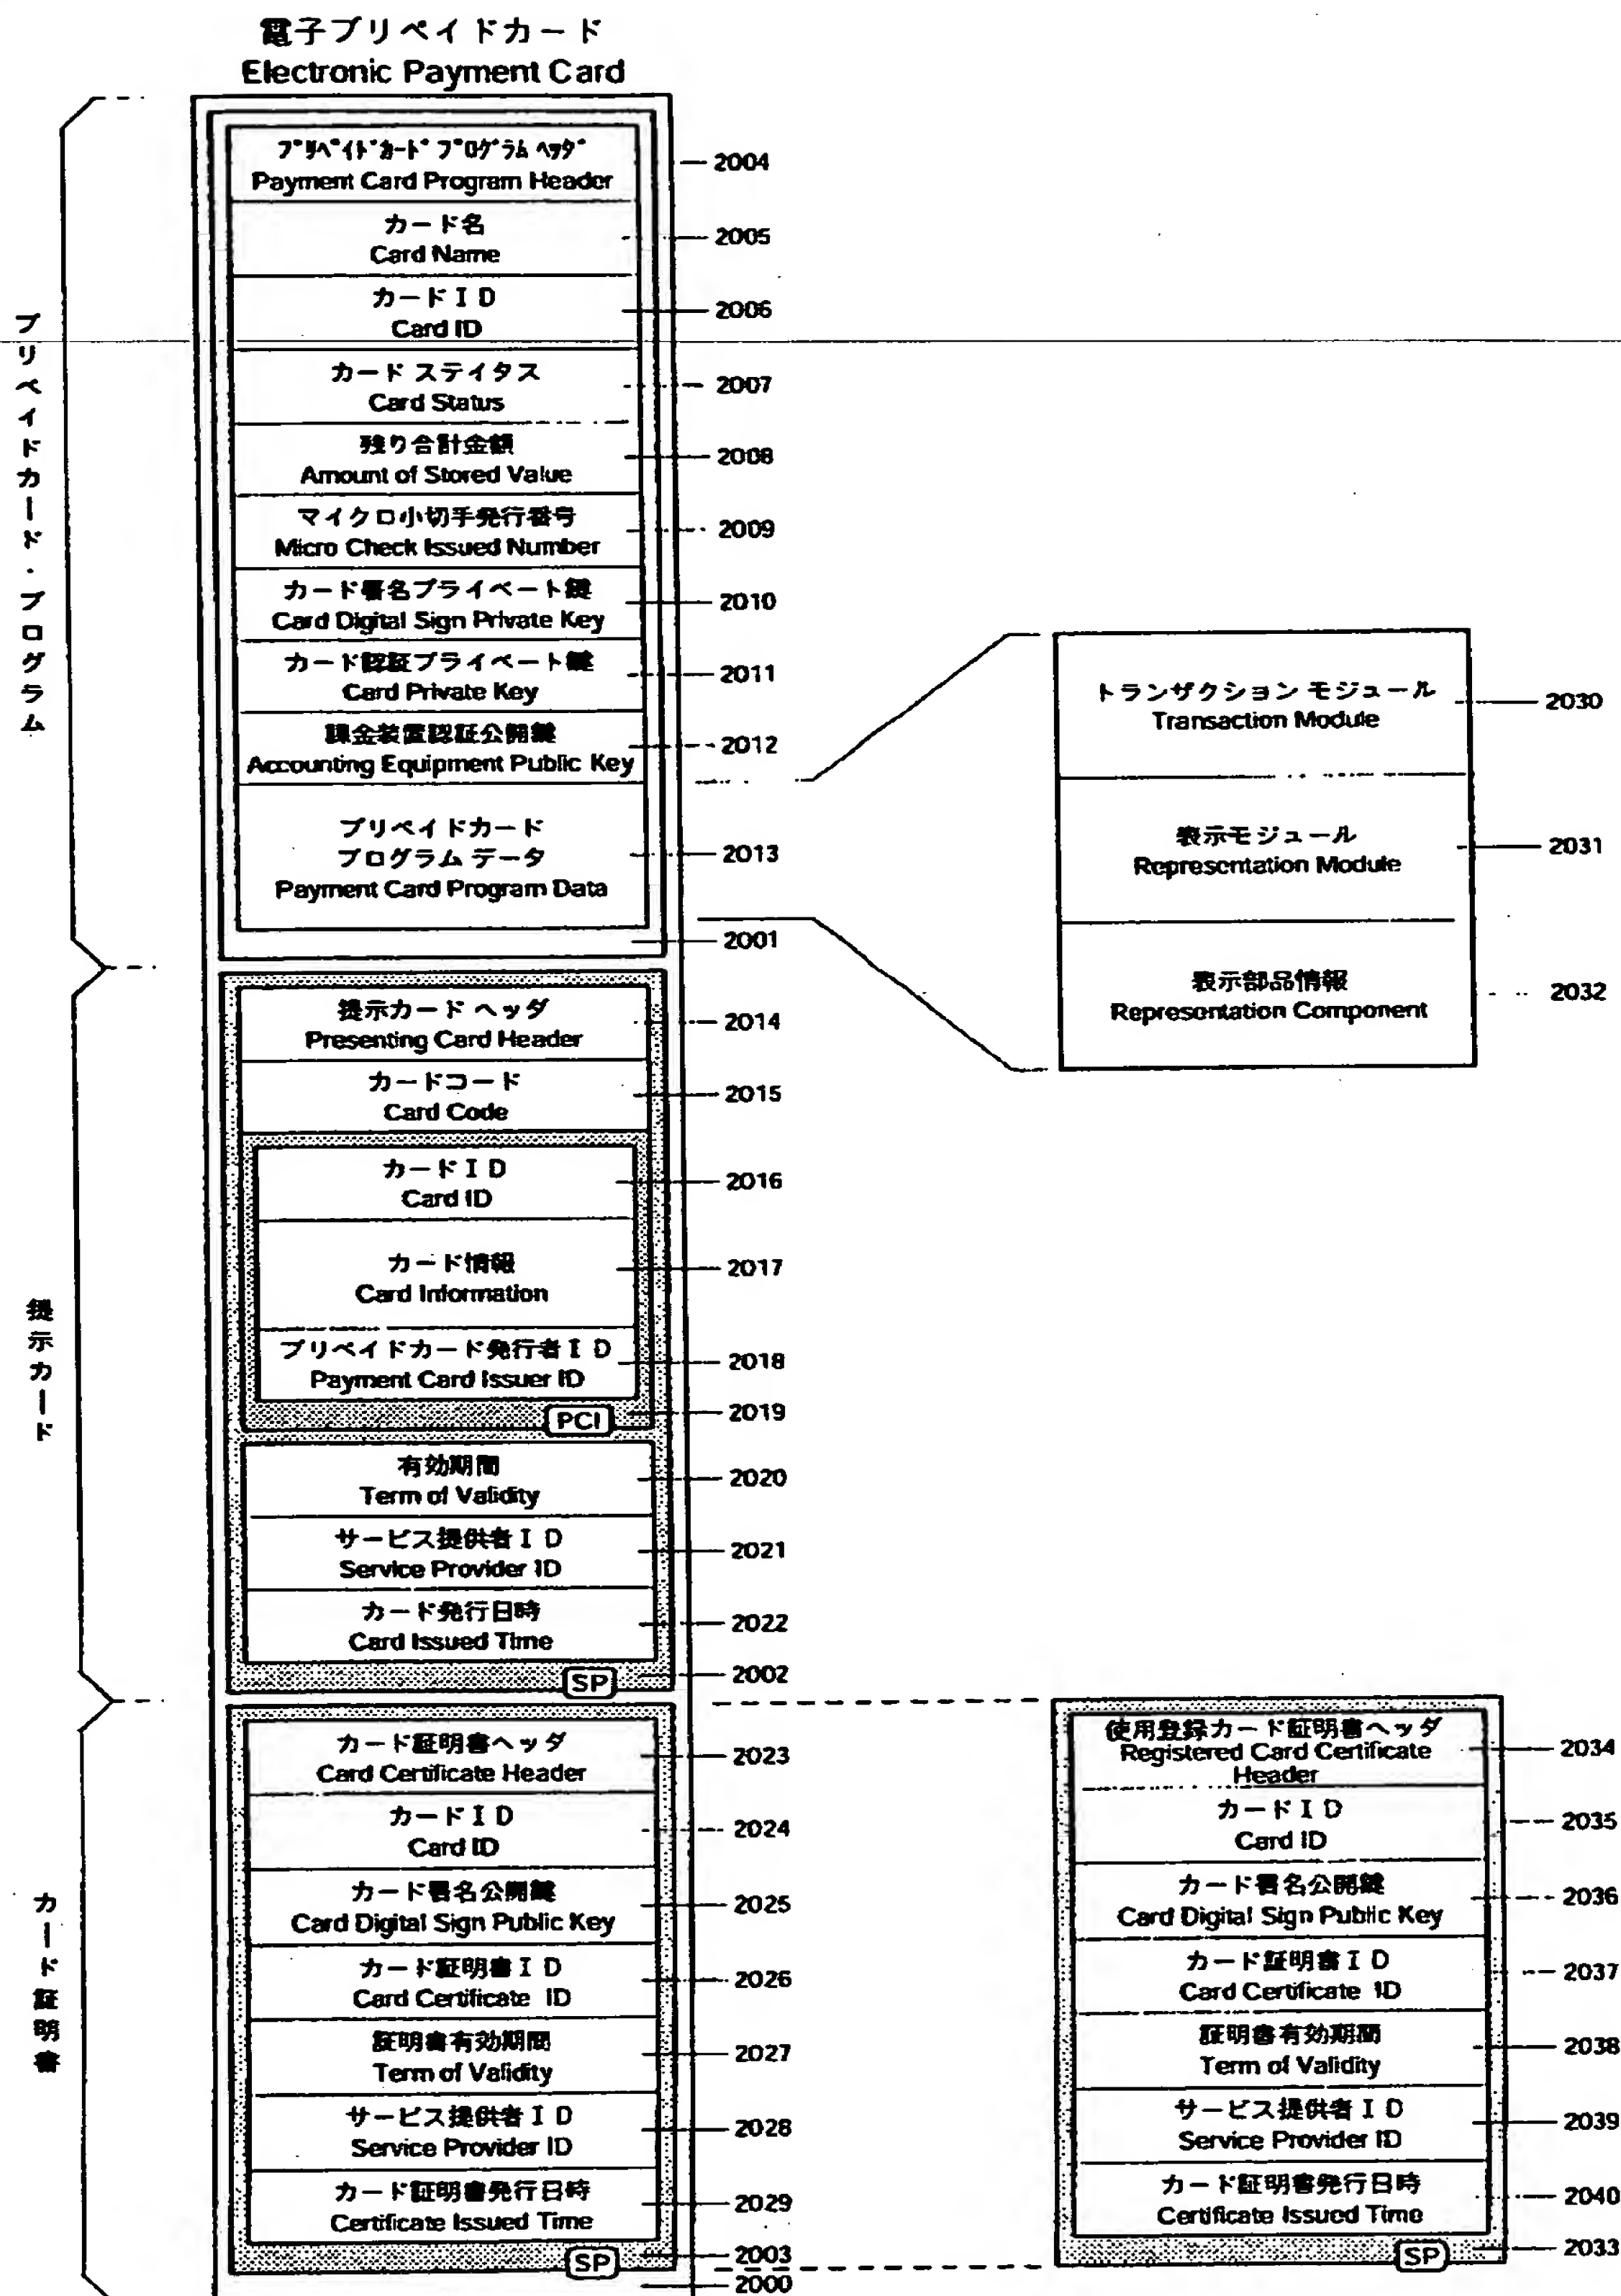 電子プリペイドカード
Electronic Payment Card
プリペイドカード・プログラム
プリペイドカード プログラム ヘッダ
Payment Card Program Header
2004
カード名
Card Name
2005
カードID
Card ID
2006
カード ステイタス
Card Status
2007
残り合計金額
Amount of Stored Value
2008
マイクロ小切手発行番号
Micro Check Issued Number
2009
カード署名プライベート鍵
Card Digital Sign Private Key
2010
カード認証プライベート鍵
Card Private Key
2011
課金装置認証公開鍵
Accounting Equipment Public Key
2012
プリペイドカード
プログラム データ
Payment Card Program Data
2013
2001
トランザクション モジュール
Transaction Module
2030
表示モジュール
Representation Module
2031
表示部品情報
Representation Component
2032
提示カード
提示カード ヘッダ
Presenting Card Header
2014
カードコード
Card Code
2015
カードID
Card ID
2016
カード情報
Card Information
2017
プリペイドカード発行者ID
Payment Card Issuer ID
2018
PCI
2019
有効期間
Term of Validity
2020
サービス提供者ID
Service Provider ID
2021
カード発行日時
Card Issued Time
2022
SP
2002
カード証明書
カード証明書ヘッダ
Card Certificate Header
2023
カードID
Card ID
2024
カード署名公開鍵
Card Digital Sign Public Key
2025
カード証明書ID
Card Certificate ID
2026
証明書有効期間
Term of Validity
2027
サービス提供者ID
Service Provider ID
2028
カード証明書発行日時
Certificate Issued Time
2029
SP
2003
2000
使用登録カード証明書ヘッダ
Registered Card Certificate
Header
2034
カードID
Card ID
2035
カード署名公開鍵
Card Digital Sign Public Key
2036
カード証明書ID
Card Certificate ID
2037
証明書有効期間
Term of Validity
2038
サービス提供者ID
Service Provider ID
2039
カード証明書発行日時
Certificate Issued Time
2040
SP
2033